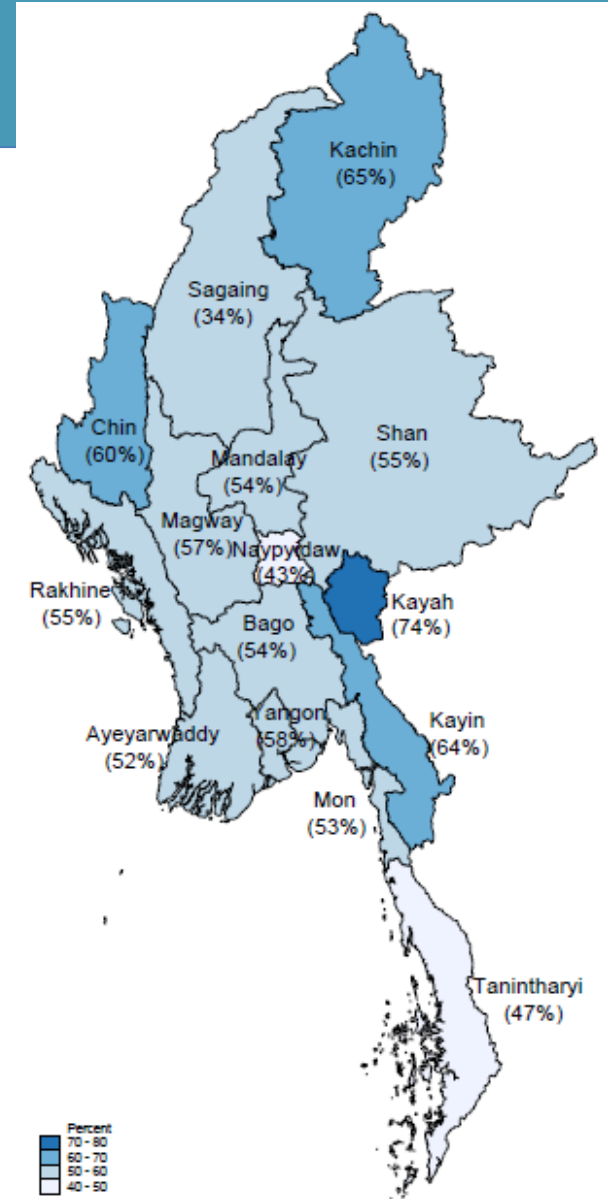 Kachin
(65%)
Sagaing
(34%)
Chin
(60%)
Shan
(55%)
Mandalay
(54%)
Magway
(57%)
Naypyidaw
(43%)
Rakhine
(55%)
Kayah
(74%)
Bago
(54%)
Ayeyarwaddy
(52%)
Yangon
(58%)
Kayin
(64%)
Mon
(53%)
Tanintharyi
(47%)
Percent
70 - 80
60 - 70
50 - 60
40 - 50